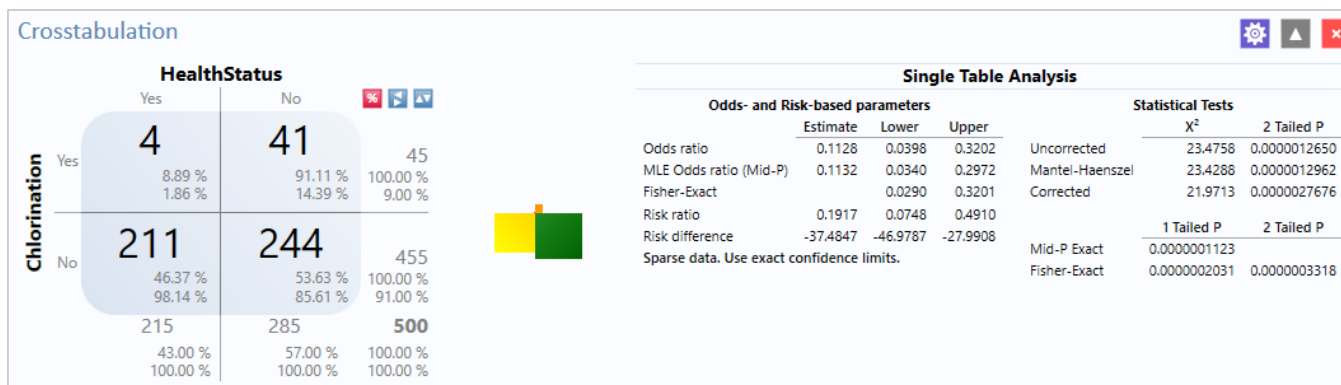 Crosstabulation
HealthStatus
Yes No %
Chlorination
Yes 4 41 45
8.89 % 91.11 % 100.00 %
1.86 % 14.39 % 9.00 %
No 211 244 455
46.37 % 53.63 % 100.00 %
98.14 % 85.61 % 91.00 %
215 285 500
43.00 % 57.00 % 100.00 %
100.00 % 100.00 % 100.00 %
Single Table Analysis
Odds- and Risk-based parameters
Estimate Lower Upper
Odds ratio 0.1128 0.0398 0.3202
MLE Odds ratio (Mid-P) 0.1132 0.0340 0.2972
Fisher-Exact 0.0290 0.3201
Risk ratio 0.1917 0.0748 0.4910
Risk difference -37.4847 -46.9787 -27.9908
Sparse data. Use exact confidence limits.
Statistical Tests
X² 2 Tailed P
Uncorrected 23.4758 0.0000012650
Mantel-Haenszel 23.4288 0.0000012962
Corrected 21.9713 0.0000027676
1 Tailed P 2 Tailed P
Mid-P Exact 0.0000001123
Fisher-Exact 0.0000002031 0.0000003318